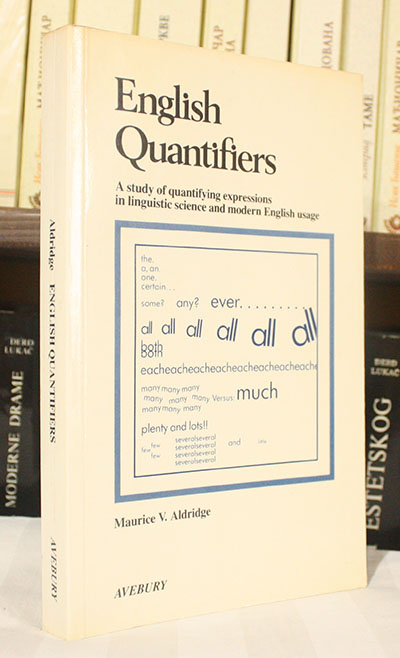 English
Quantifiers
A study of quantifying expressions
in linguistic science and modern English usage
the.
a, an.
one.
certain. . .
some? any? ever. . . . . . . . .
all all all all all all
both
both
eacheacheacheacheacheacheacheache
many many many
many many many Versus: much
many many many
plenty and lots!!
few few few
severalseveral
severalseveral
severalseveral
severalseveral
and
Maurice V. Aldridge
AVEBURY
Aldridge ENGLISH QUANTIFIERS AVEBURY
MODERNE DRAME
ĐERĐ
LUKAČ
ĐERĐ
LUKAČ
ESTETSKOG
ТАМЕ